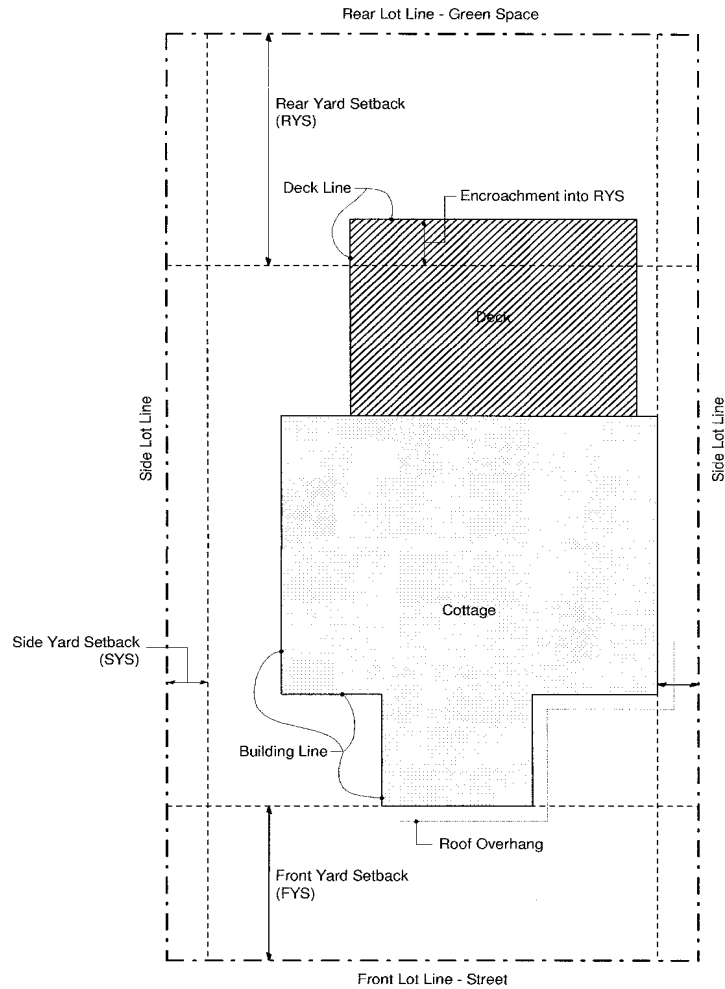 Rear Lot Line - Green Space
Rear Yard Setback
(RYS)
Deck Line
Encroachment into RYS
Deck
Side Lot Line
Side Lot Line
Cottage
Side Yard Setback
(SYS)
Building Line
Roof Overhang
Front Yard Setback
(FYS)
Front Lot Line - Street